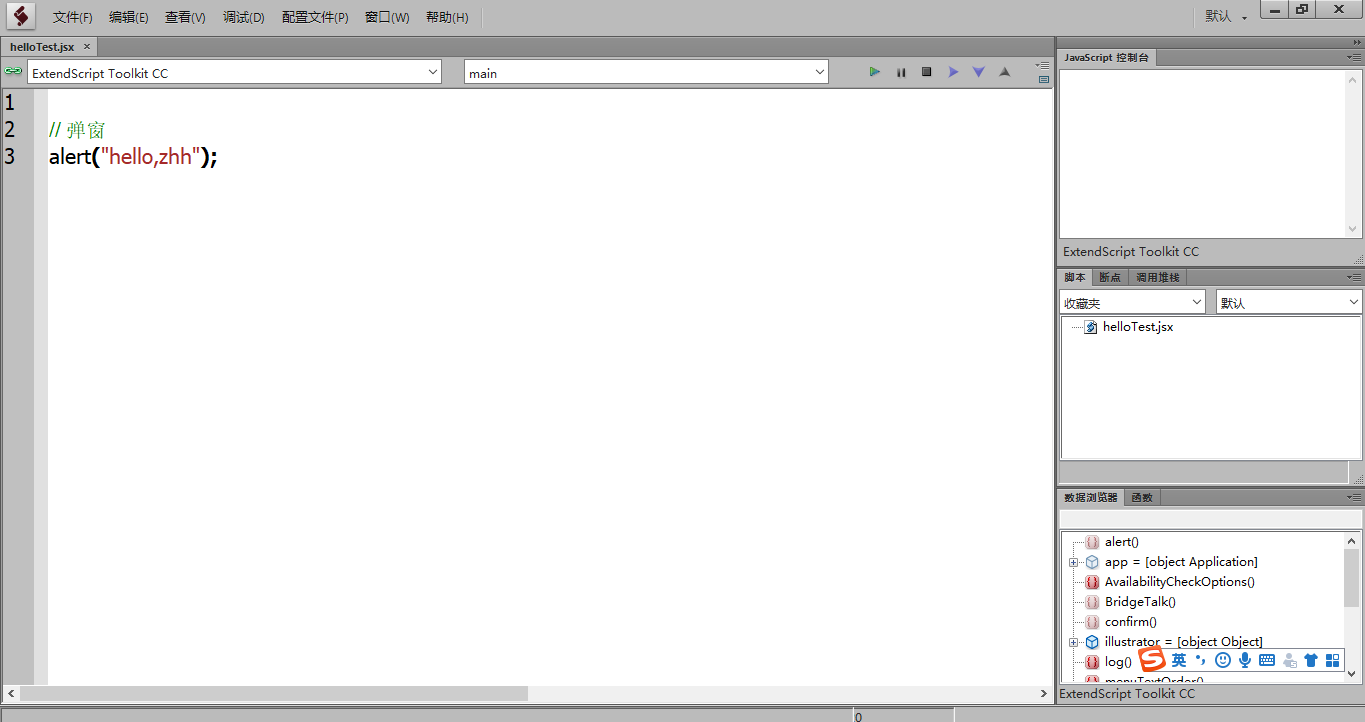 文件(F) 编辑(E) 查看(V) 调试(D) 配置文件(P) 窗口(W) 帮助(H) 默认
helloTest.jsx ×
ExtendScript Toolkit CC main
1
2 // 弹窗
3 alert("hello,zhh");
JavaScript 控制台
ExtendScript Toolkit CC
脚本 断点 调用堆栈
收藏夹 默认
helloTest.jsx
数据浏览器 函数
alert()
app = [object Application]
AvailabilityCheckOptions()
BridgeTalk()
confirm()
illustrator = [object Object]
log()
英
menuTextOrder()
ExtendScript Toolkit CC
0